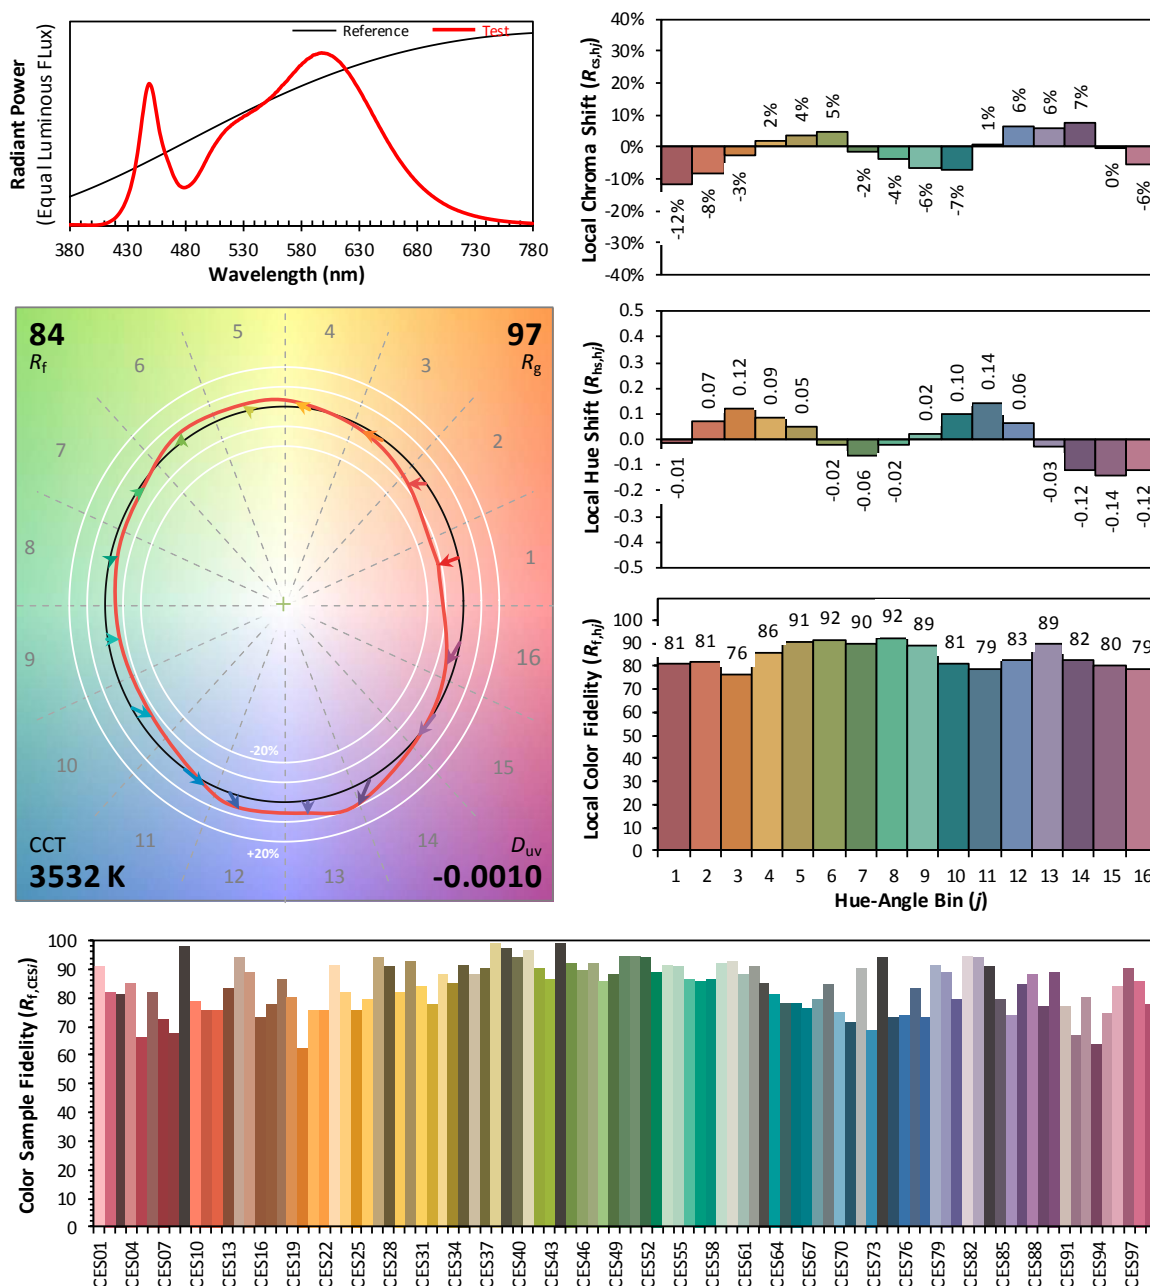 Reference Test
Radiant Power
(Equal Luminous FLux)
380 430 480 530 580 630 680 730 780
Wavelength (nm)
Local Chroma Shift (Rcs,hj)
40%
30%
20%
10%
0%
-10%
-20%
-30%
-40%
-12% -8% -3% 2% 4% 5% -2% -4% -6% -7% 1% 6% 6% 7% 0% -6%
84
Rf
97
Rg
5 4
6 3
7 2
8 1
9 16
10 15
11 14
12 13
-20%
+20%
CCT
3532 K
Duv
-0.0010
Local Hue Shift (Rhs,hj)
0.5
0.4
0.3
0.2
0.1
0.0
-0.1
-0.2
-0.3
-0.4
-0.5
-0.01 0.07 0.12 0.09 0.05 -0.02 -0.06 -0.02 0.02 0.10 0.14 0.06 -0.03 -0.12 -0.14 -0.12
Local Color Fidelity (Rf,hj)
100
90
80
70
60
50
40
30
20
10
0
81 81 76 86 91 92 90 92 89 81 79 83 89 82 80 79
1 2 3 4 5 6 7 8 9 10 11 12 13 14 15 16
Hue-Angle Bin (j)
Color Sample Fidelity (Rf,CESi)
100
90
80
70
60
50
40
30
20
10
0
CES01 CES04 CES07 CES10 CES13 CES16 CES19 CES22 CES25 CES28 CES31 CES34 CES37 CES40 CES43 CES46 CES49 CES52 CES55 CES58 CES61 CES64 CES67 CES70 CES73 CES76 CES79 CES82 CES85 CES88 CES91 CES94 CES97